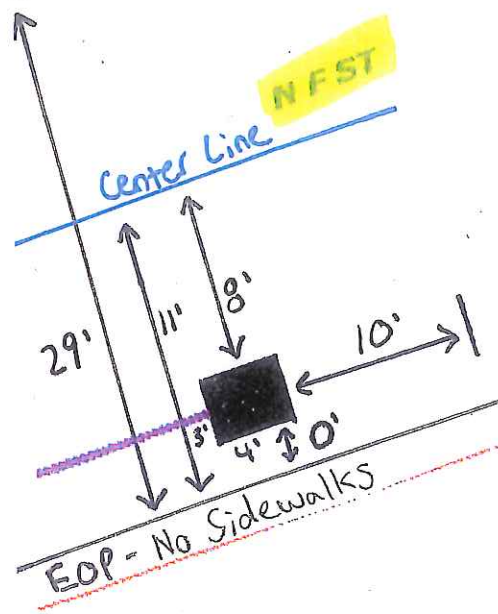 N F ST
Center Line
29'
11'
8'
10'
3'
4'
0'
EOP - No Sidewalks